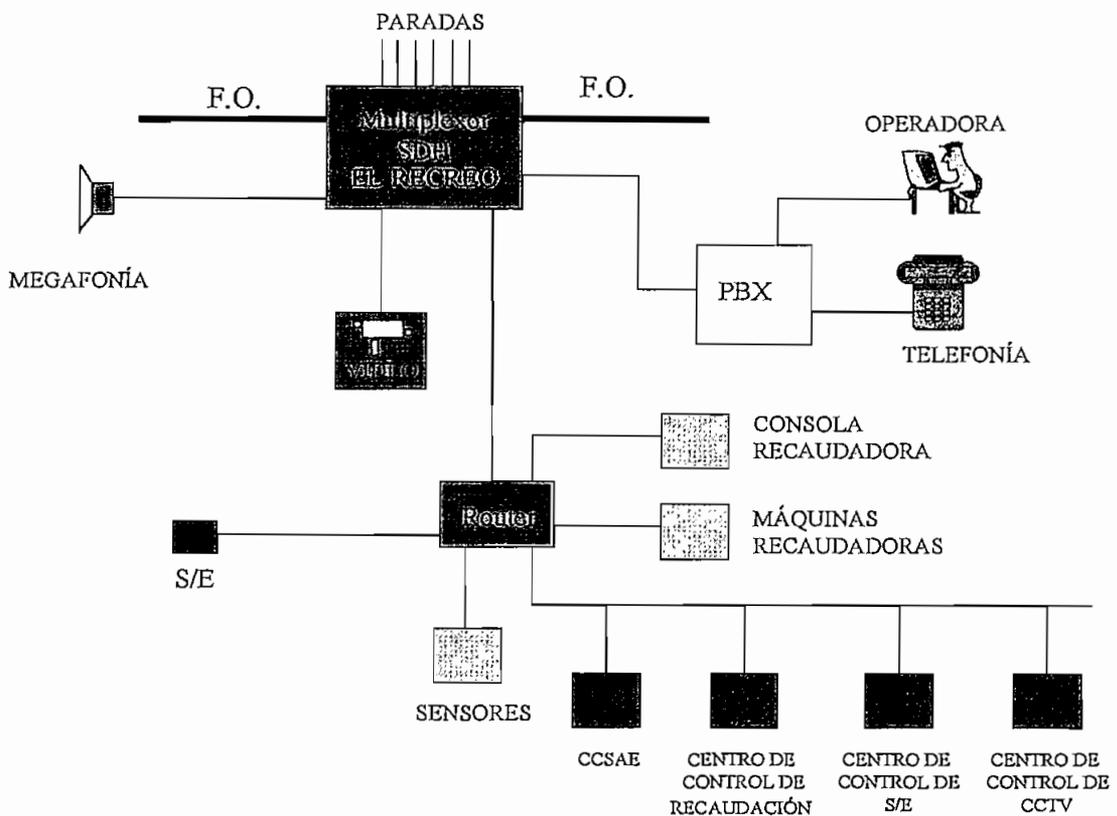 PARADAS
F.O.
F.O.
Multiplexor
SDH
EL RECREO
OPERADORA
MEGAFONÍA
PBX
VIDEO
TELEFONÍA
CONSOLA
RECAUDADORA
Router
MÁQUINAS
RECAUDADORAS
S/E
SENSORES
CCSAE
CENTRO DE
CONTROL DE
RECAUDACIÓN
CENTRO DE
CONTROL DE
S/E
CENTRO DE
CONTROL DE
CCTV